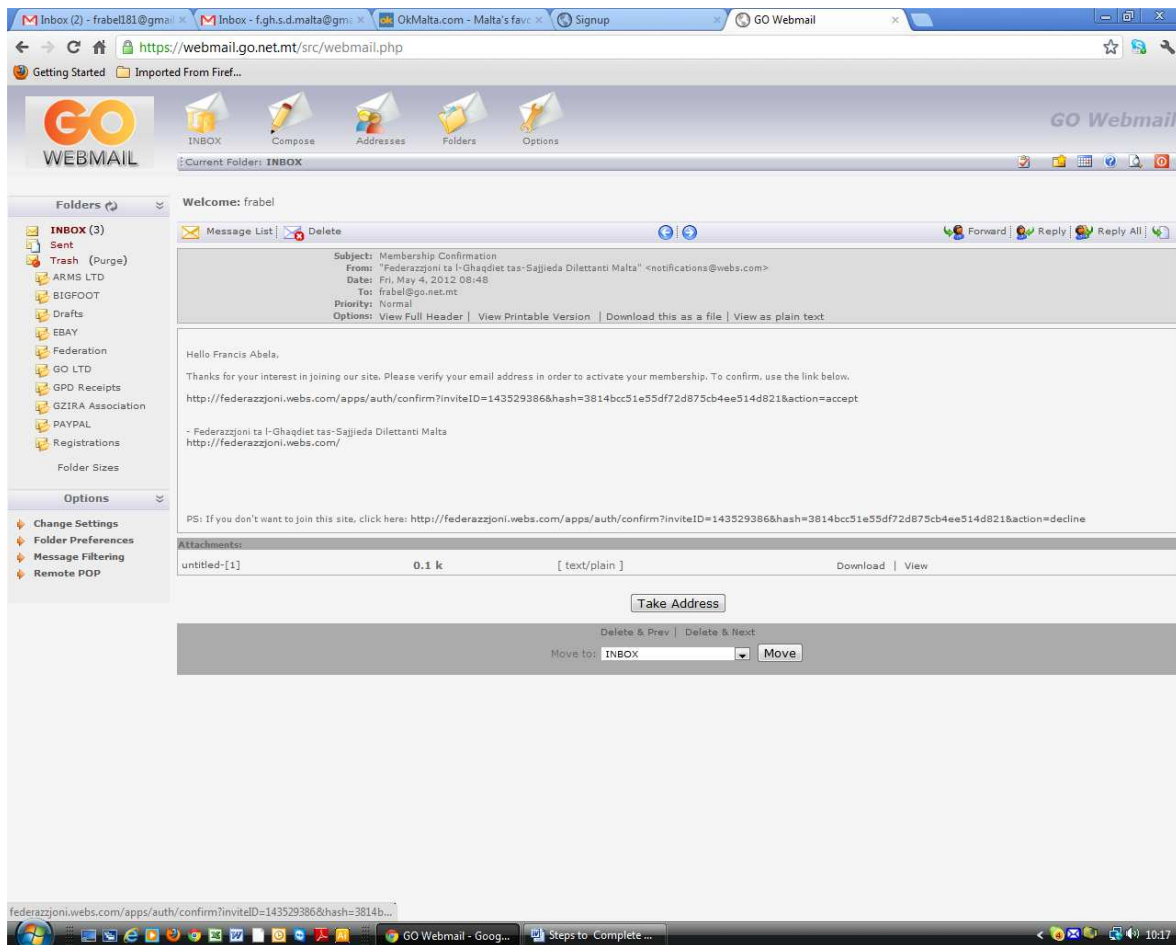 Inbox (2) - frabel181@gmai
Inbox - f.gh.s.d.malta@gma
OkMalta.com - Malta's favo
Signup
GO Webmail
https://webmail.go.net.mt/src/webmail.php
Getting Started
Imported From Firef...
GO
WEBMAIL
INBOX
Compose
Addresses
Folders
Options
GO Webmail
Current Folder: INBOX
Folders
INBOX (3)
Sent
Trash (Purge)
ARMS LTD
BIGFOOT
Drafts
EBAY
Federation
GO LTD
GPD Receipts
GZIRA Association
PAYPAL
Registrations
Folder Sizes
Options
Change Settings
Folder Preferences
Message Filtering
Remote POP
Welcome: frabel
Message List | Delete
Forward | Reply | Reply All |
Subject: Membership Confirmation
From: "Federazzjoni ta l-Ghaqdiet tas-Sajjieda Dilettanti Malta" <notifications@webs.com>
Date: Fri, May 4, 2012 08:48
To: frabel@go.net.mt
Priority: Normal
Options: View Full Header | View Printable Version | Download this as a file | View as plain text
Hello Francis Abela,
Thanks for your interest in joining our site. Please verify your email address in order to activate your membership. To confirm, use the link below.
http://federazzjoni.webs.com/apps/auth/confirm?inviteID=143529386&hash=3814bcc51e55df72d875cb4ee514d821&action=accept
- Federazzjoni ta l-Ghaqdiet tas-Sajjieda Dilettanti Malta
http://federazzjoni.webs.com/
PS: If you don't want to join this site, click here: http://federazzjoni.webs.com/apps/auth/confirm?inviteID=143529386&hash=3814bcc51e55df72d875cb4ee514d821&action=decline
Attachments:
untitled-[1] 0.1 k [ text/plain ] Download | View
Take Address
Delete & Prev | Delete & Next
Move to: INBOX Move
federazzjoni.webs.com/apps/auth/confirm?inviteID=143529386&hash=3814b...
GO Webmail - Goog...
Steps to Complete ...
10:17